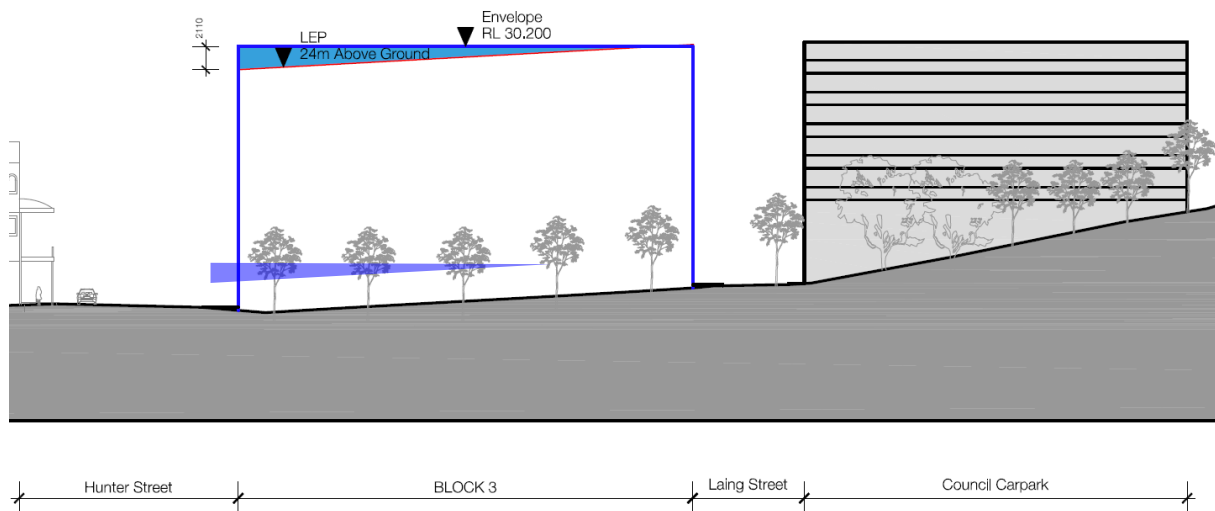 2110
LEP
24m Above Ground
Envelope
RL 30.200
Hunter Street
BLOCK 3
Laing Street
Council Carpark